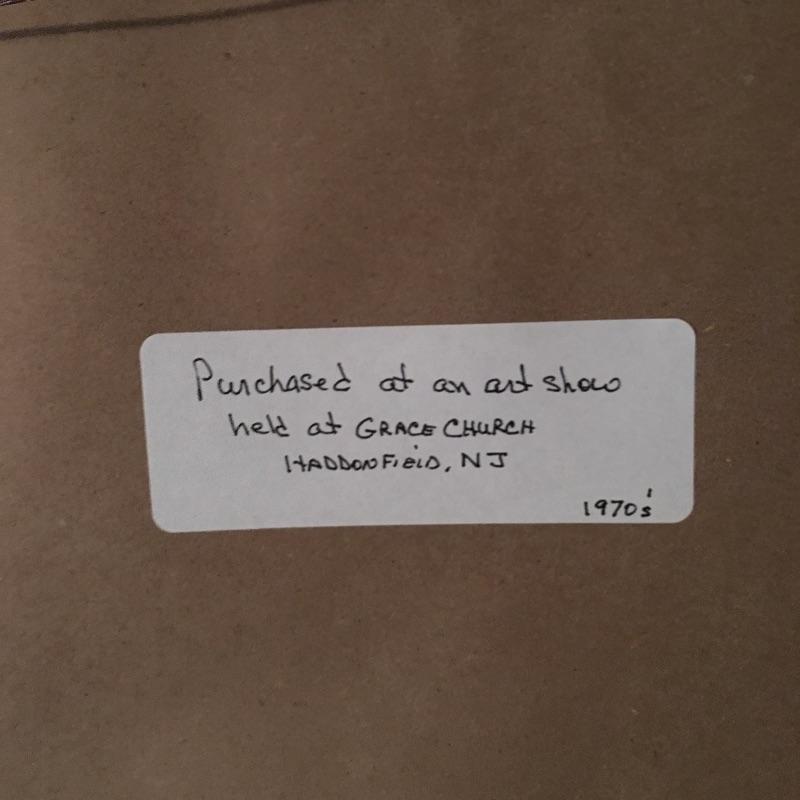 Purchased at an art show
held at GRACE CHURCH
HADDONFIELD, NJ
1970's